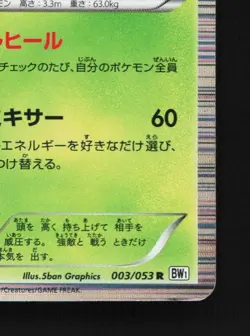 モン 高さ：3.3m 重さ：63.0kg
ヒール
チェックのたび、自分のポケモン全員
ミキサー 60
エネルギーを好きなだけ選び、
つけ替える。
頭を 高く 持ち上げて 相手を
威圧する。 強敵と 戦う ときだけ
本気を 出す。
Illus. 5ban Graphics 003/053 R BW1
/Creatures/GAME FREAK.